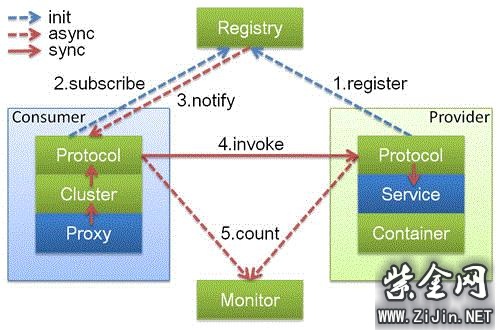 init
async
sync
Registry
2.subscribe
3.notify
1.register
Consumer
Provider
Protocol
4.invoke
Protocol
Cluster
Service
Proxy
5.count
Container
Monitor
紫金网
www.ZiJin.NET